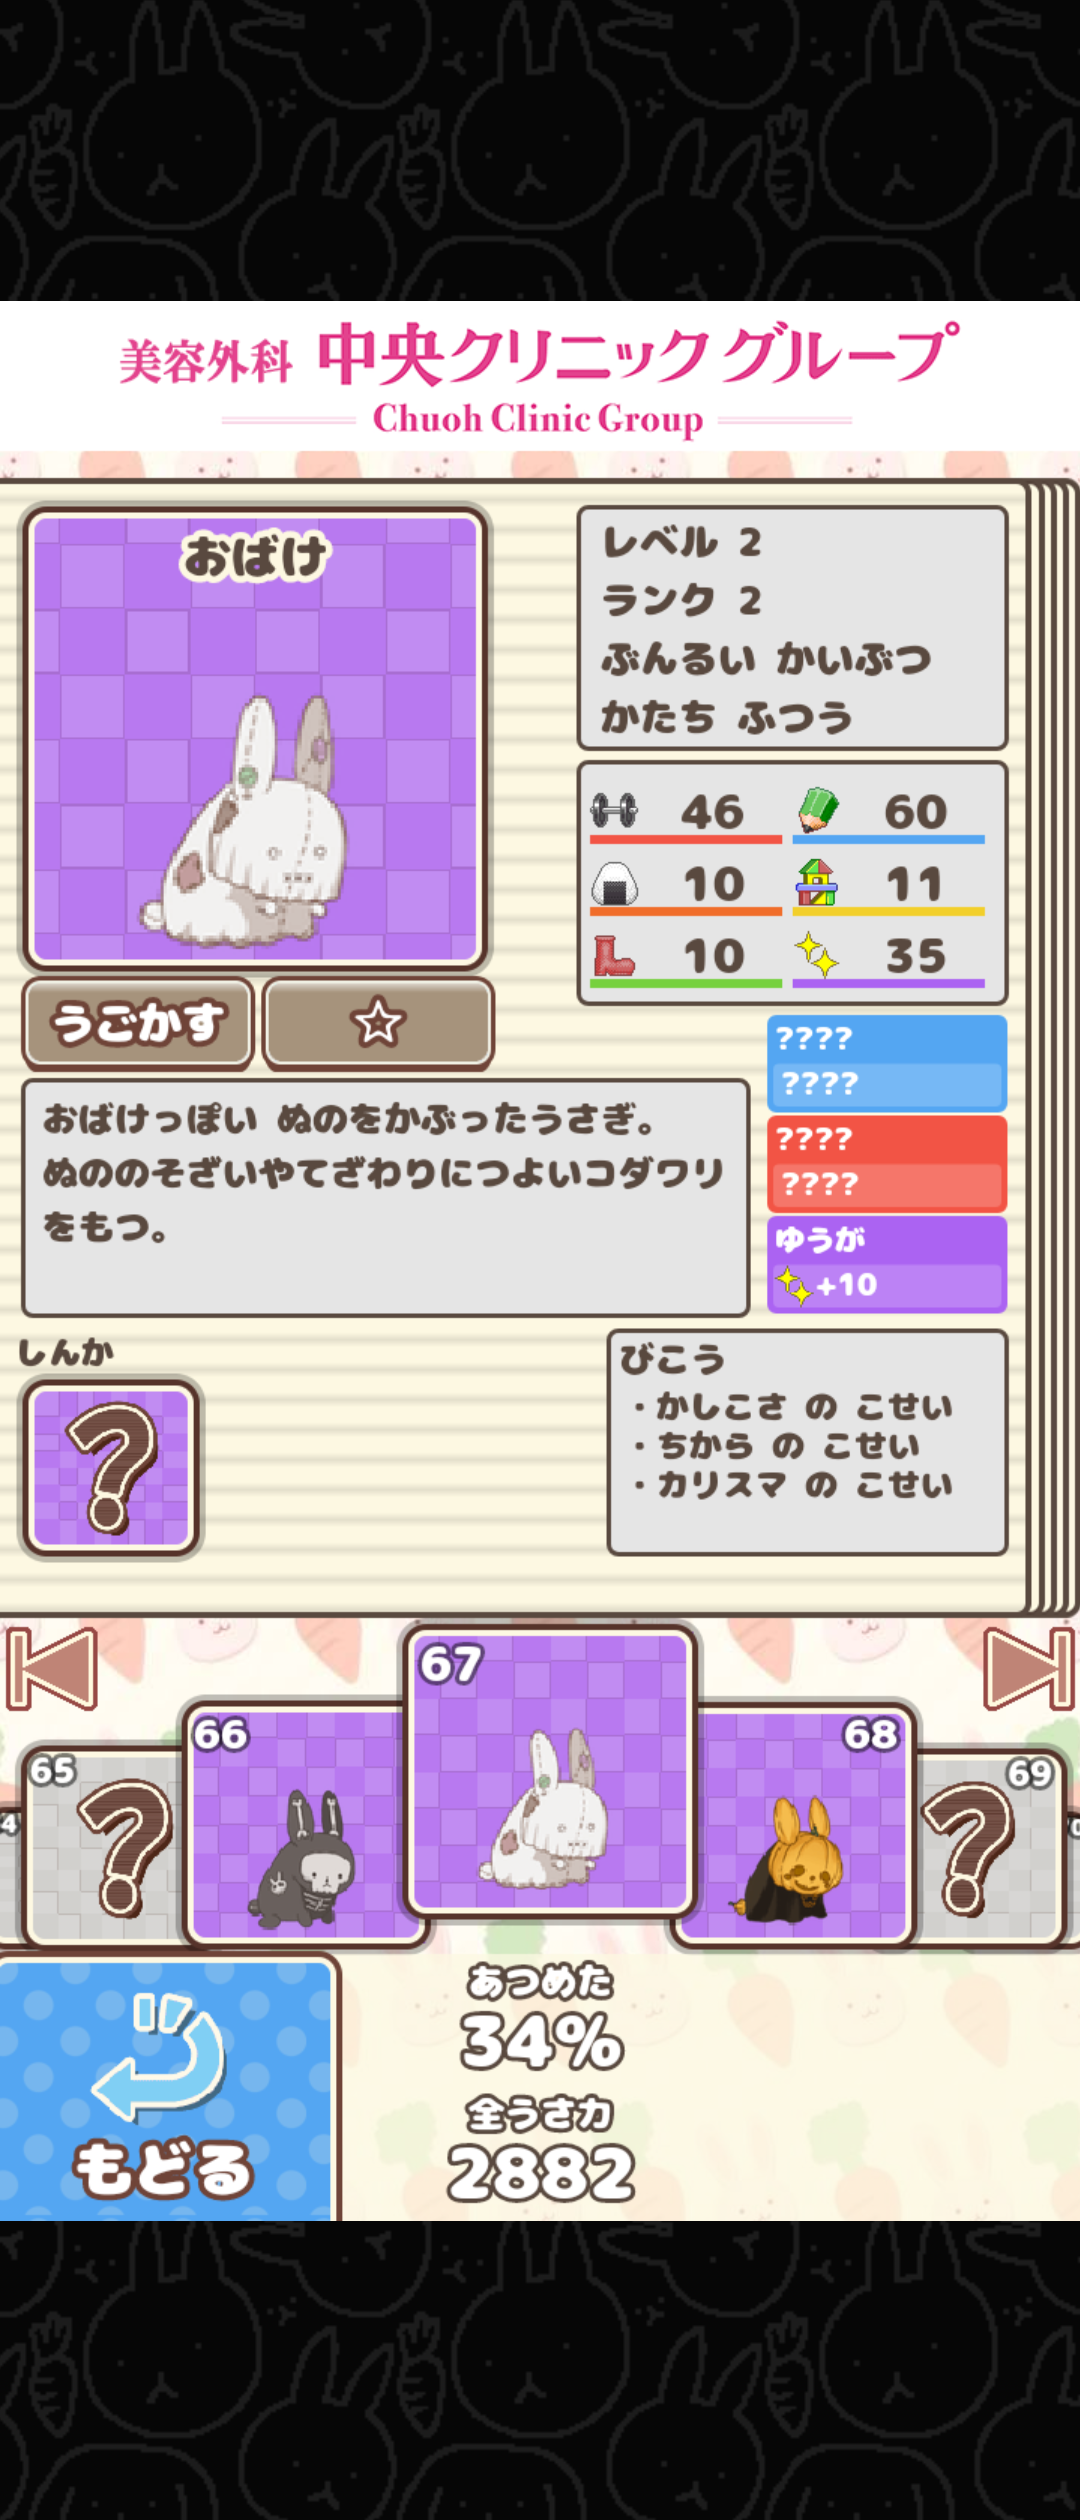 美容外科 中央クリニックグループ
Chuoh Clinic Group
おばけ
レベル 2
ランク 2
ぶんるい かいぶつ
かたち ふつう
46 60
10 11
10 35
うごかす
????
????
????
????
ゆうが
+10
おばけっぽい ぬのをかぶったうさぎ。
ぬののそざいやてざわりにつよいコダワリ
をもつ。
しんか
?
びこう
・かしこさ の こせい
・ちから の こせい
・カリスマ の こせい
4 65 66 67 68 69
? ?
あつめた
34%
全うさ力
2882
もどる